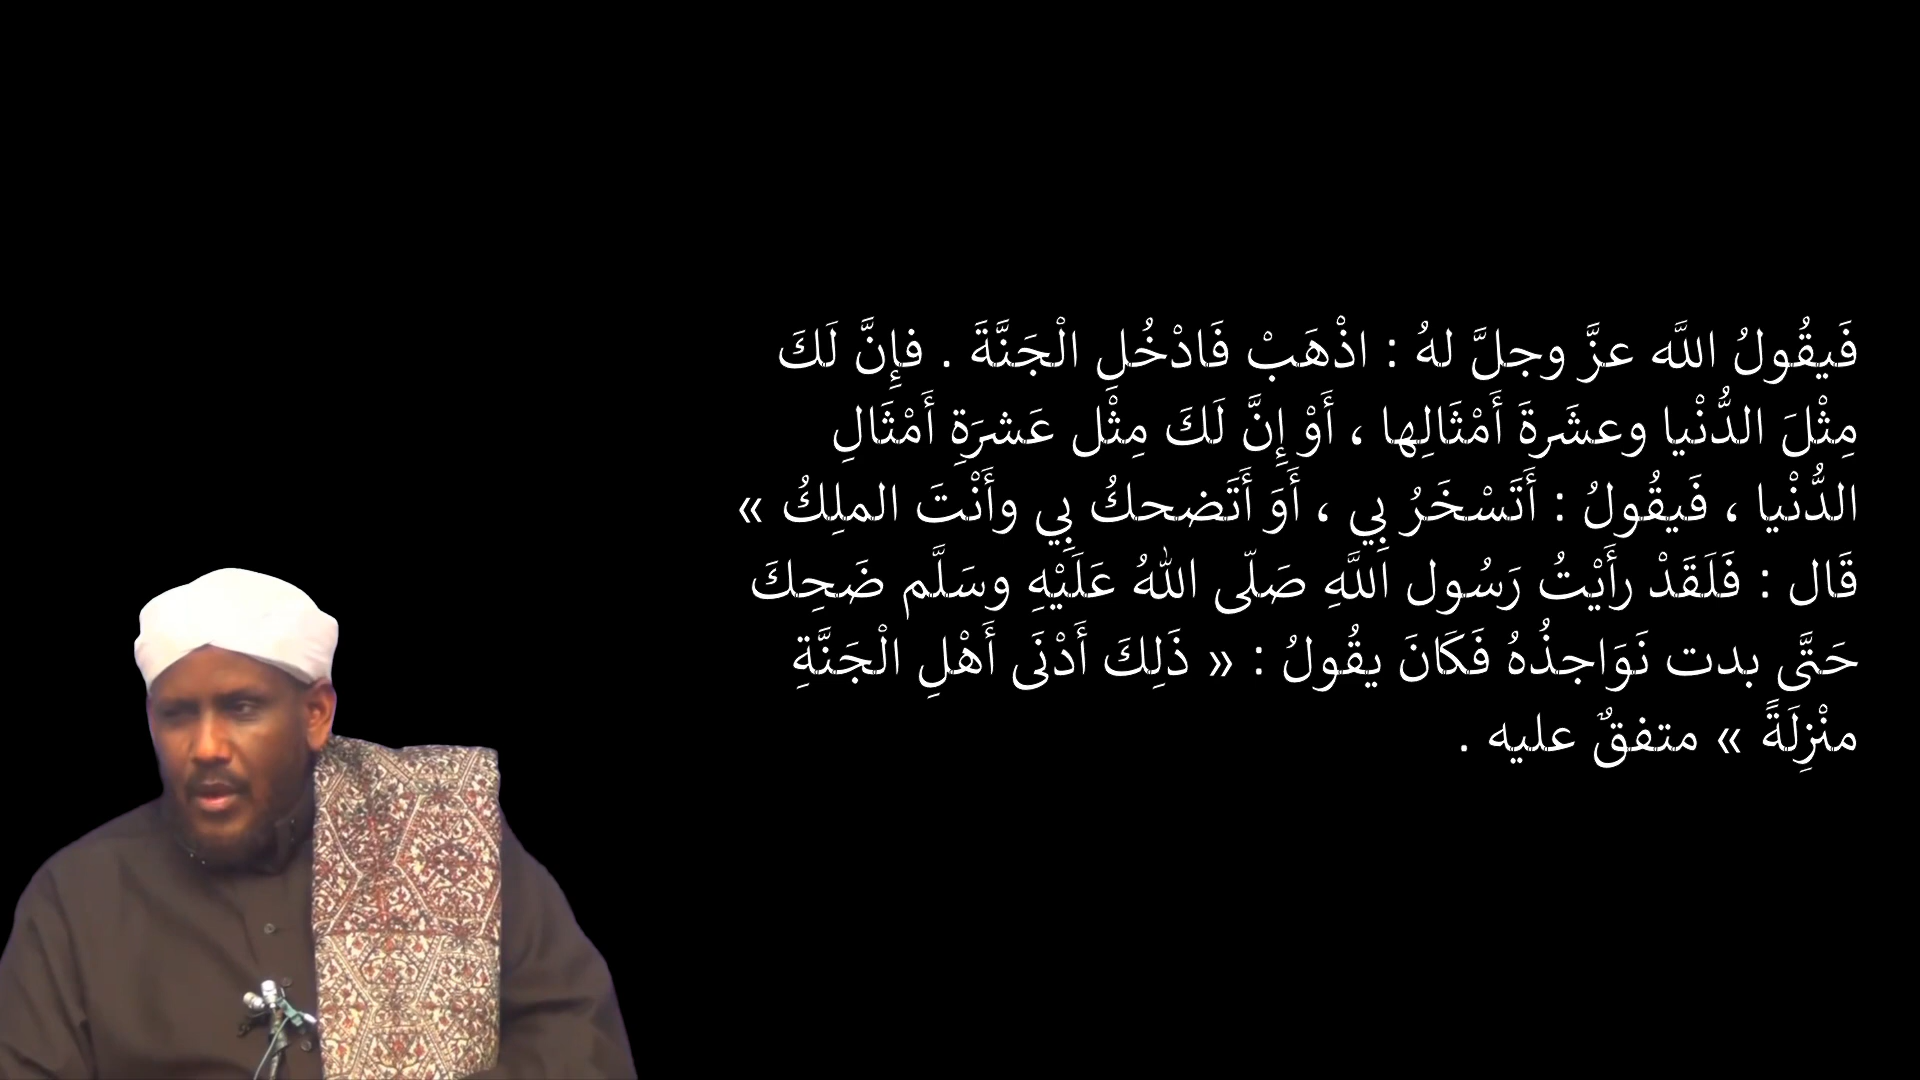 فَيقُولُ اللَّه عزَّ وجلَّ لهُ : اذْهَبْ فَادْخُلِ الْجَنَّةَ . فإِنَّ لَكَ
مِثْلَ الدُّنْيا وعشَرةَ أَمْثَالِها ، أَوْ إِنَّ لَكَ مِثْل عَشرَةِ أَمْثَالِ
الدُّنْيا ، فَيقُولُ : أَتَسْخَرُ بِي ، أَوَ أَتَضحكُ بِي وأَنْتَ الملِكُ »
قَال : فَلَقَدْ رأَيْتُ رَسُول اللَّهِ صَلّى اللهُ عَلَيْهِ وسَلَّم ضَحِكَ
حَتَّى بدت نَوَاجذُهُ فَكَانَ يقُولُ : « ذَلِكَ أَدْنَى أَهْلِ الْجَنَّةِ
منْزِلَةً » متفقٌ عليه .